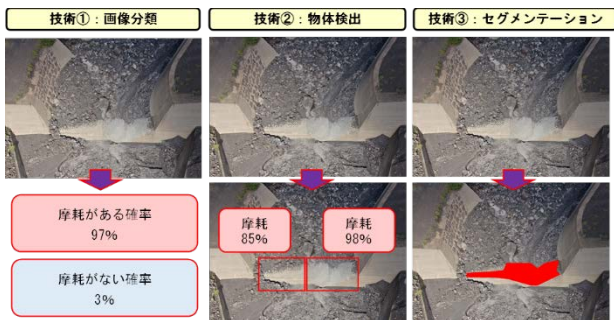 技術①：画像分類
技術②：物体検出
技術③：セグメンテーション
摩耗がある確率
97%
摩耗がない確率
3%
摩耗
85%
摩耗
98%